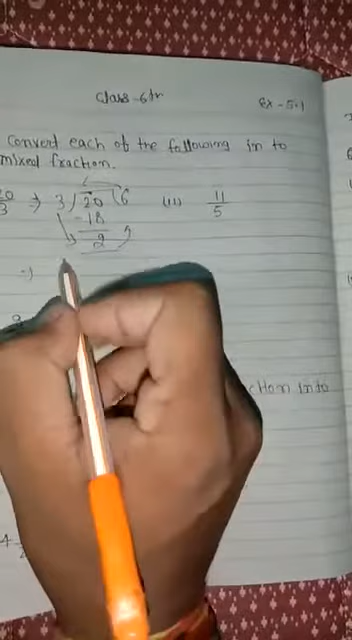 Class-6th
Ex-5.1
Convert each of the following in to
mixed fraction.
20/3 ⇒ 3)20(6 (ii) 11/5
-18
2
ction into